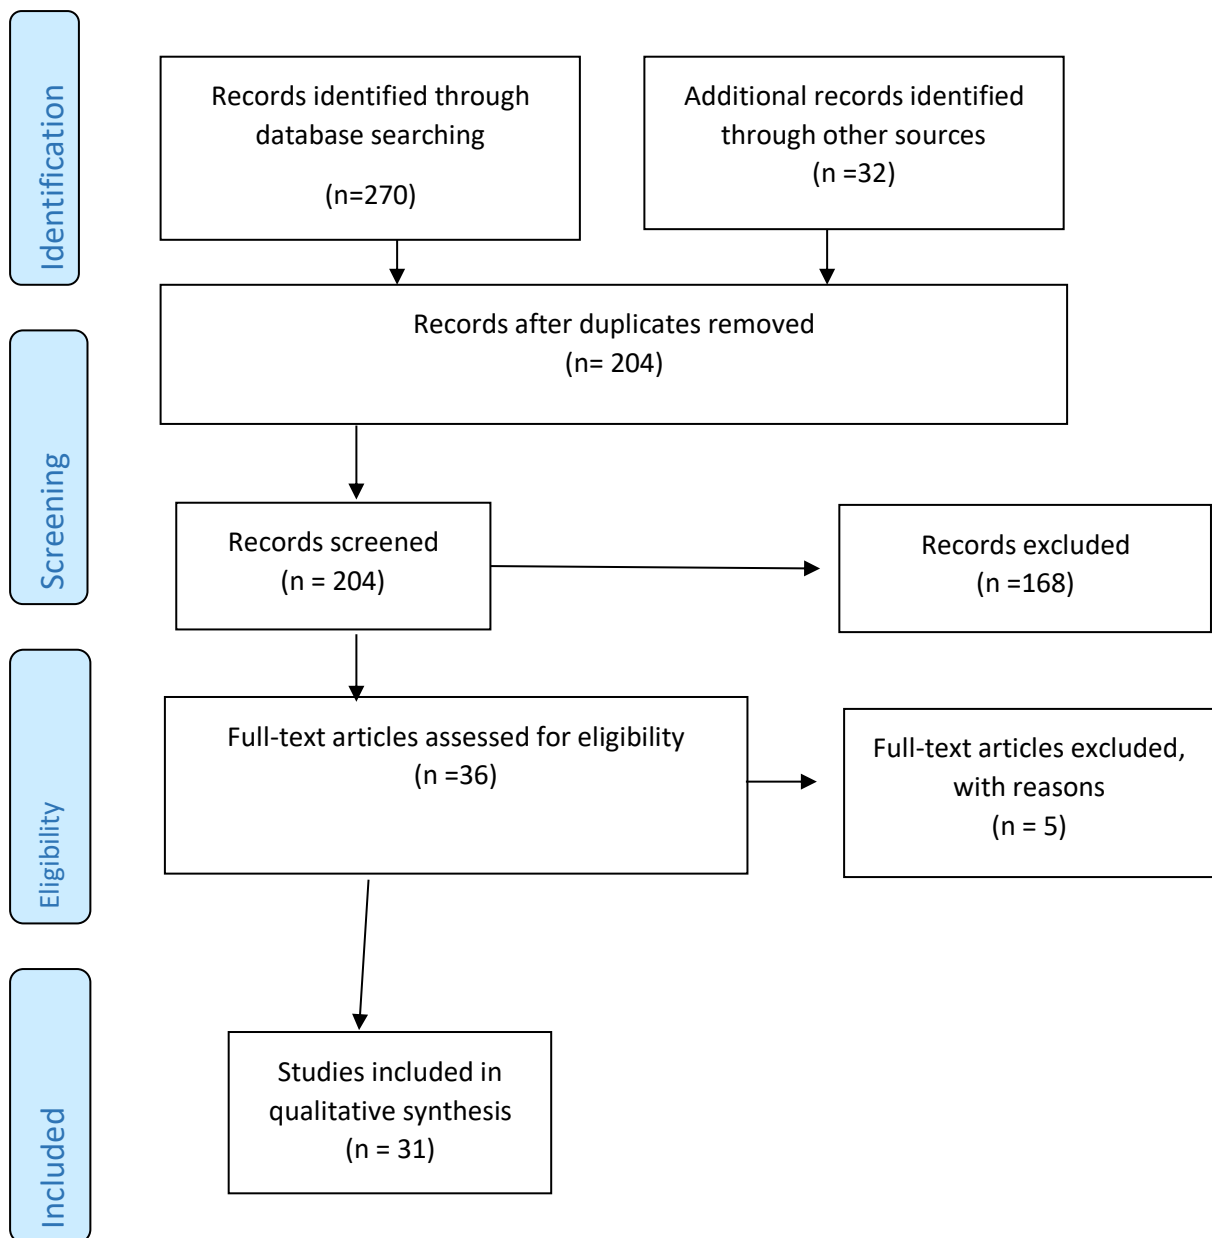 Identification
Records identified through
database searching
(n=270)
Additional records identified
through other sources
(n =32)
Records after duplicates removed
(n= 204)
Screening
Records screened
(n = 204)
Records excluded
(n =168)
Eligibility
Full-text articles assessed for eligibility
(n =36)
Full-text articles excluded,
with reasons
(n = 5)
Included
Studies included in
qualitative synthesis
(n = 31)